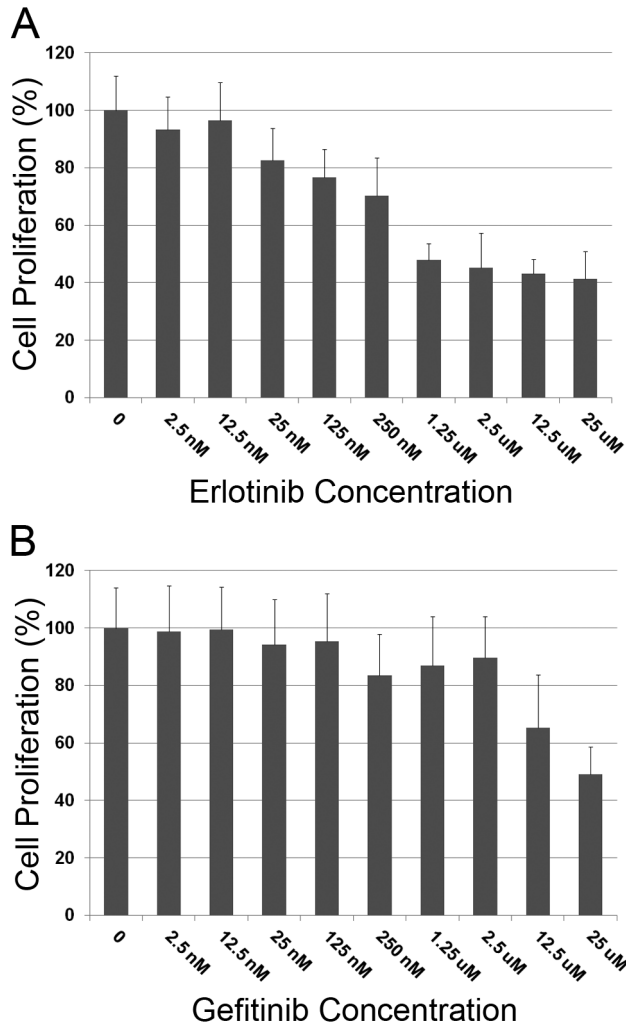 A
Cell Proliferation (%)
120
100
80
60
40
20
0
0 2.5 nM 12.5 nM 25 nM 125 nM 250 nM 1.25 uM 2.5 uM 12.5 uM 25 uM
Erlotinib Concentration
B
Cell Proliferation (%)
120
100
80
60
40
20
0
0 2.5 nM 12.5 nM 25 nM 125 nM 250 nM 1.25 uM 2.5 uM 12.5 uM 25 uM
Gefitinib Concentration